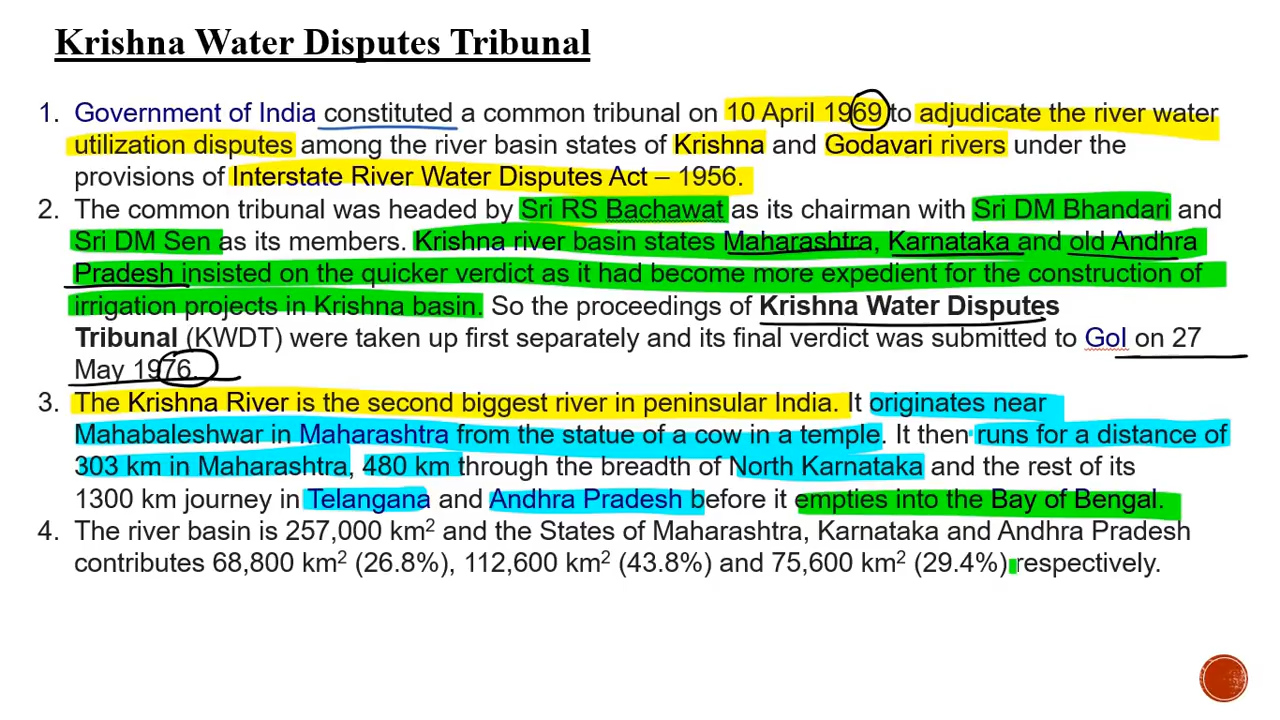 Krishna Water Disputes Tribunal
1. Government of India constituted a common tribunal on 10 April 1969 to adjudicate the river water
utilization disputes among the river basin states of Krishna and Godavari rivers under the
provisions of Interstate River Water Disputes Act – 1956.
2. The common tribunal was headed by Sri RS Bachawat as its chairman with Sri DM Bhandari and
Sri DM Sen as its members. Krishna river basin states Maharashtra, Karnataka and old Andhra
Pradesh insisted on the quicker verdict as it had become more expedient for the construction of
irrigation projects in Krishna basin. So the proceedings of Krishna Water Disputes
Tribunal (KWDT) were taken up first separately and its final verdict was submitted to GoI on 27
May 1976.
3. The Krishna River is the second biggest river in peninsular India. It originates near
Mahabaleshwar in Maharashtra from the statue of a cow in a temple. It then runs for a distance of
303 km in Maharashtra, 480 km through the breadth of North Karnataka and the rest of its
1300 km journey in Telangana and Andhra Pradesh before it empties into the Bay of Bengal.
4. The river basin is 257,000 km² and the States of Maharashtra, Karnataka and Andhra Pradesh
contributes 68,800 km² (26.8%), 112,600 km² (43.8%) and 75,600 km² (29.4%) respectively.